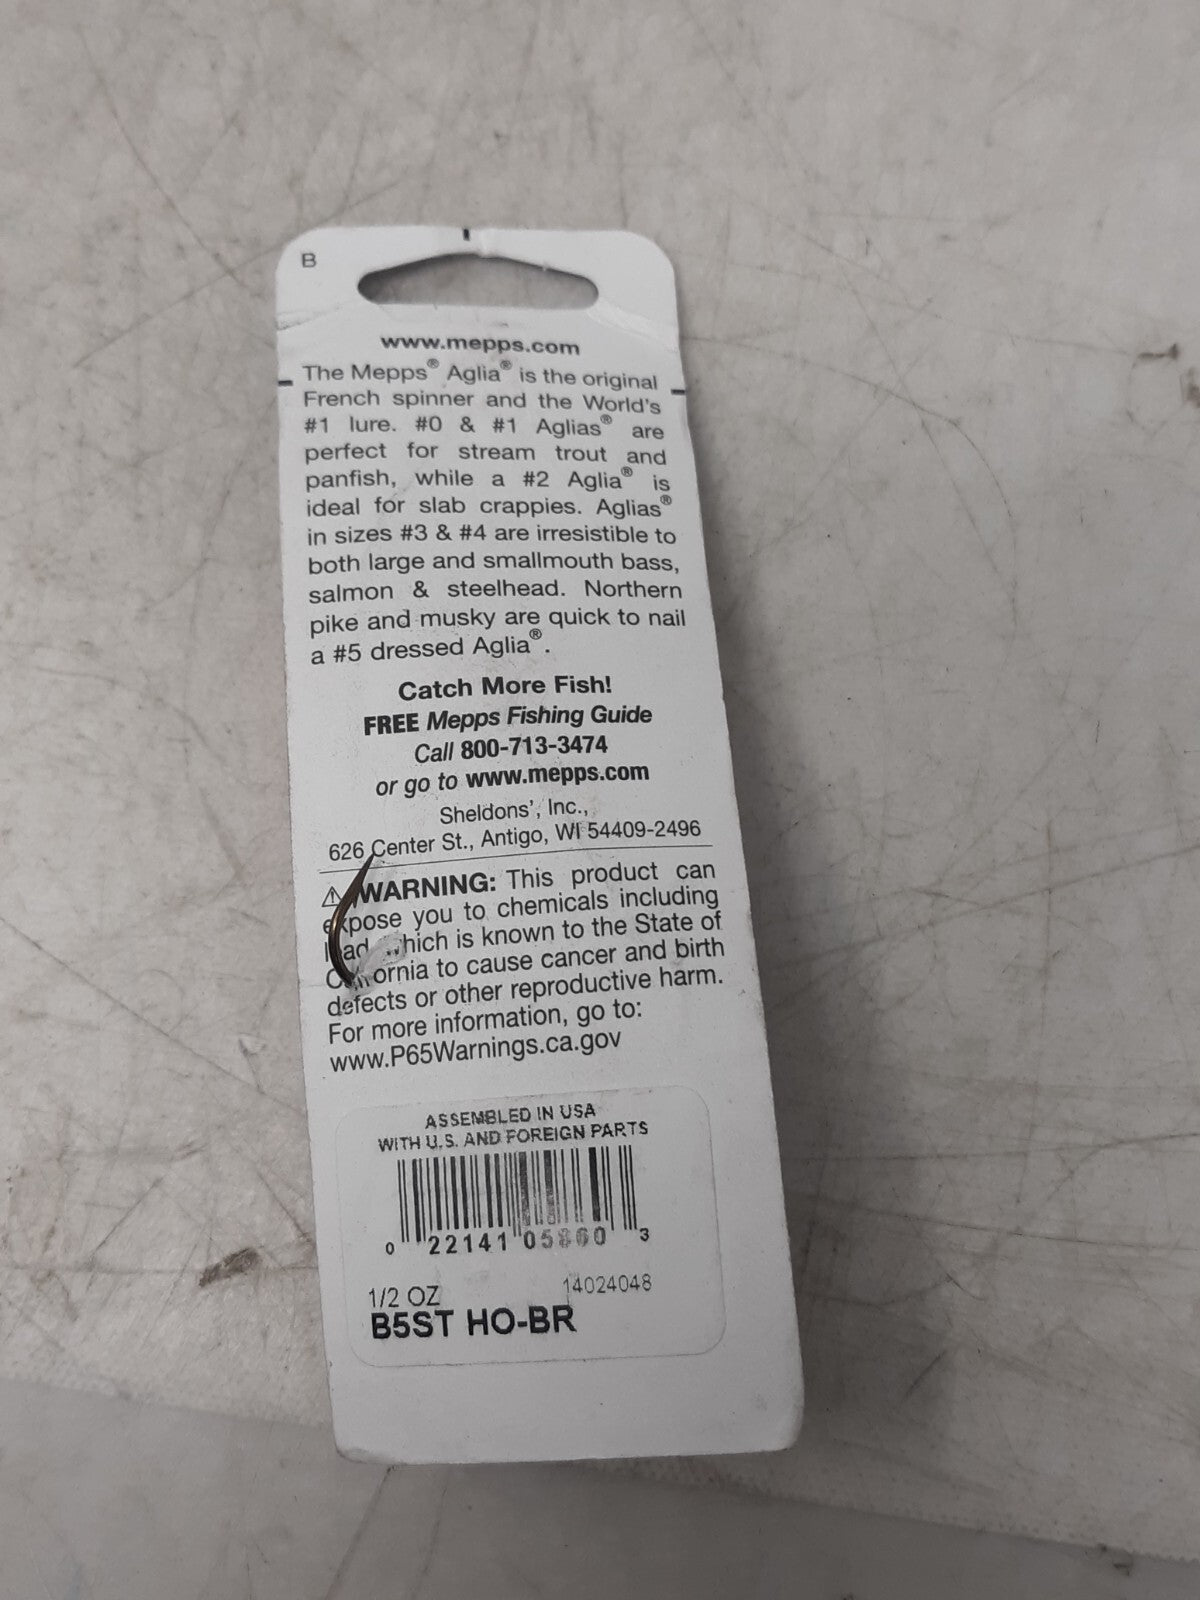 B
www.mepps.com
The Mepps® Aglia® is the original
French spinner and the World's
#1 lure. #0 & #1 Aglias® are
perfect for stream trout and
panfish, while a #2 Aglia® is
ideal for slab crappies. Aglias®
in sizes #3 & #4 are irresistible to
both large and smallmouth bass,
salmon & steelhead. Northern
pike and musky are quick to nail
a #5 dressed Aglia®.
Catch More Fish!
FREE Mepps Fishing Guide
Call 800-713-3474
or go to www.mepps.com
Sheldons', Inc.,
626 Center St., Antigo, WI 54409-2496
⚠ WARNING: This product can
expose you to chemicals including
lead, which is known to the State of
California to cause cancer and birth
defects or other reproductive harm.
For more information, go to:
www.P65Warnings.ca.gov
ASSEMBLED IN USA
WITH U.S. AND FOREIGN PARTS
0 22141 05860 3
1/2 OZ 14024048
B5ST HO-BR